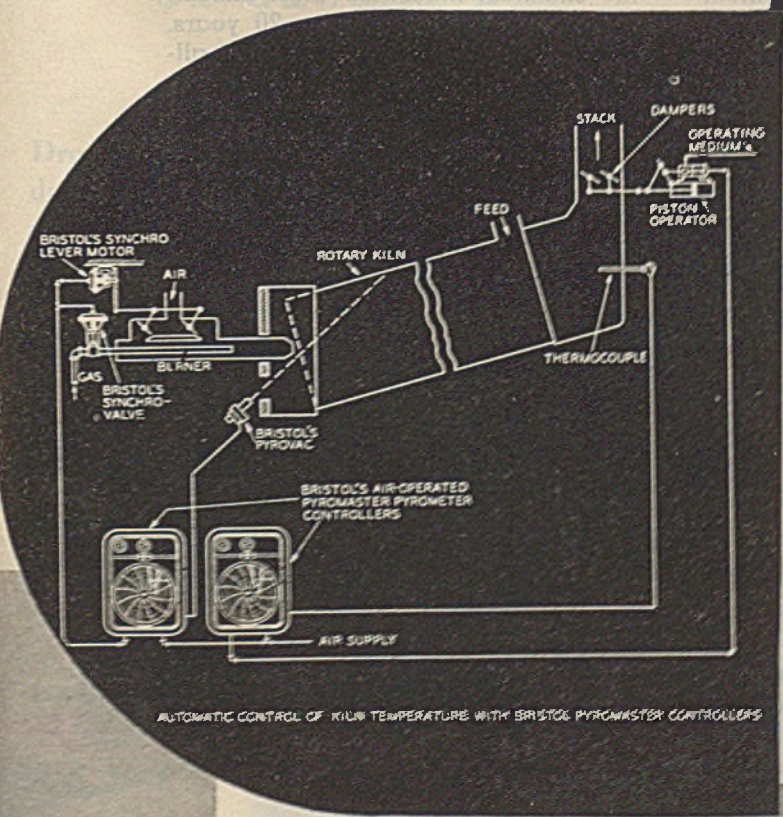 STACK
DAMPERS
OPERATING
MEDIUM
PISTON
OPERATOR
FEED
ROTARY KILN
BRISTOL'S SYNCHRO
LEVER MOTOR
AIR
THERMOCOUPLE
BURNER
GAS
BRISTOL'S
SYNCHRO-
VALVE
BRISTOL'S
PYROVAC
BRISTOL'S AIR-OPERATED
PYROMASTER PYROMETER
CONTROLLERS
AIR SUPPLY
AUTOMATIC CONTROL OF KILN TEMPERATURE WITH BRISTOL PYROMASTER CONTROLLERS